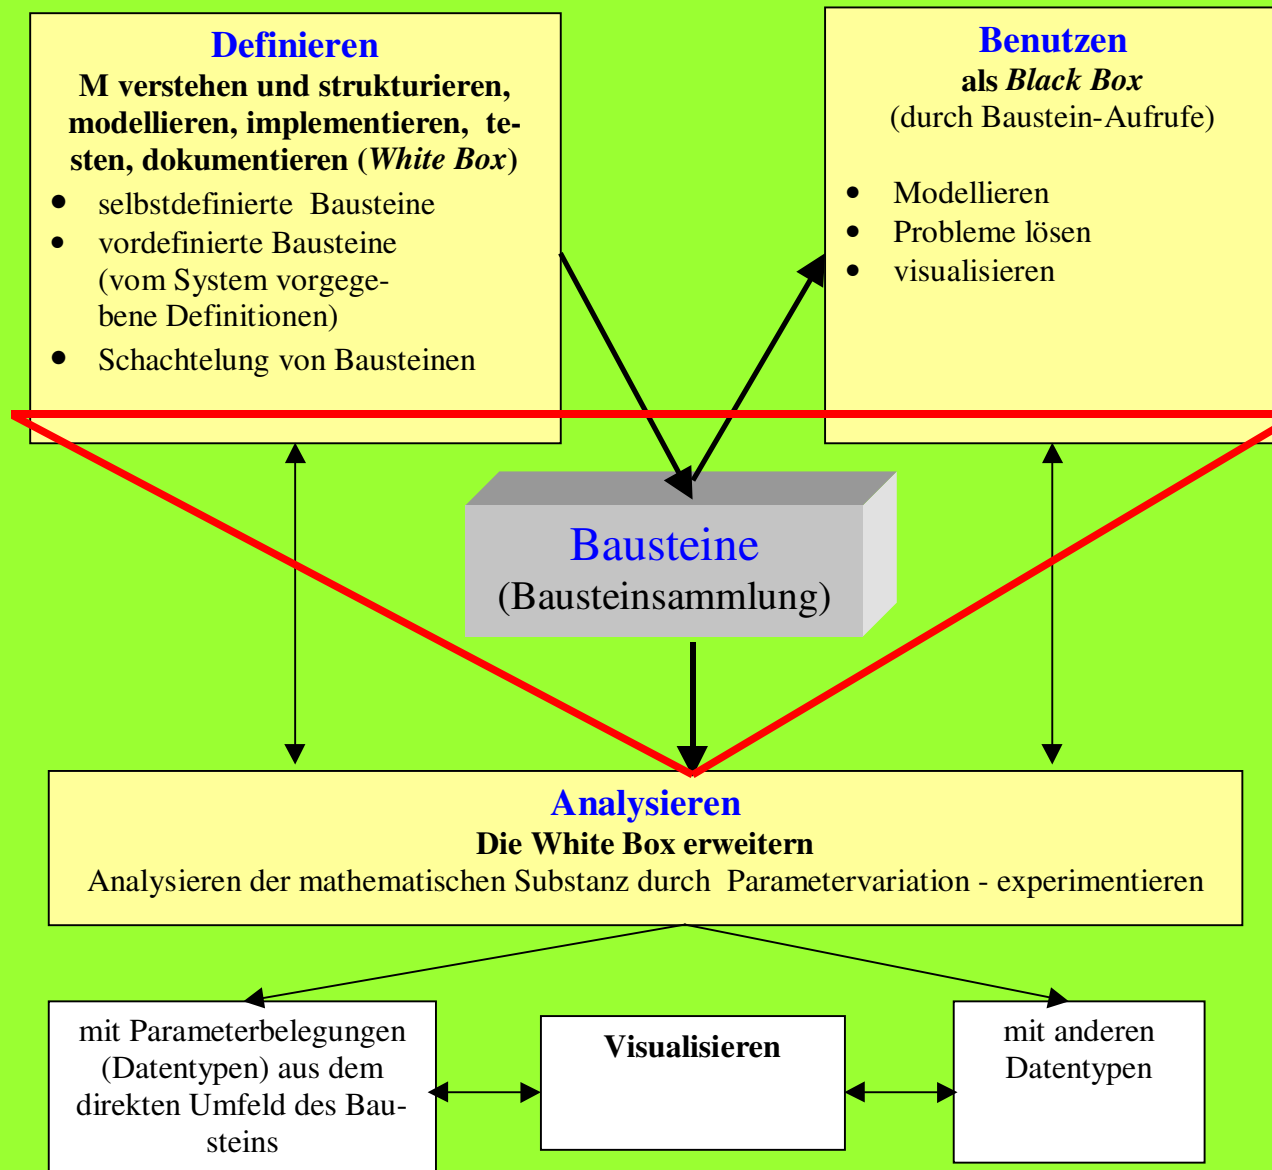 Definieren
M verstehen und strukturieren,
modellieren, implementieren, te-
sten, dokumentieren (White Box)
• selbstdefinierte Bausteine
• vordefinierte Bausteine
(vom System vorgege-
bene Definitionen)
• Schachtelung von Bausteinen
Benutzen
als Black Box
(durch Baustein-Aufrufe)
• Modellieren
• Probleme lösen
• visualisieren
Bausteine
(Bausteinsammlung)
Analysieren
Die White Box erweitern
Analysieren der mathematischen Substanz durch Parametervariation - experimentieren
mit Parameterbelegungen
(Datentypen) aus dem
direkten Umfeld des Bau-
steins
Visualisieren
mit anderen
Datentypen